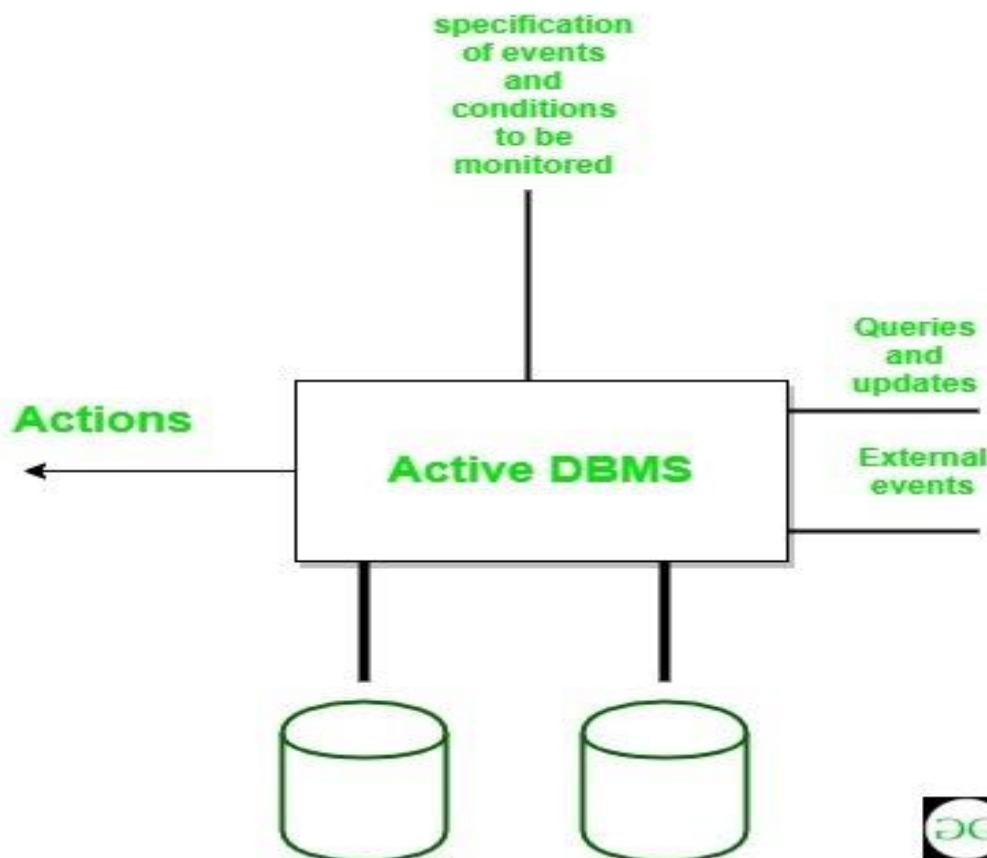 specification
of events
and
conditions
to be
monitored
Queries
and
updates
Actions
Active DBMS
External
events